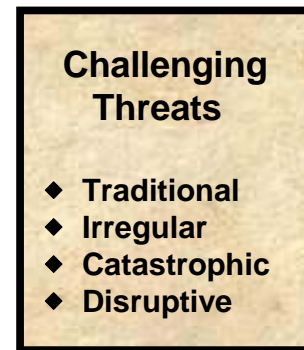 Challenging
Threats
◆ Traditional
◆ Irregular
◆ Catastrophic
◆ Disruptive